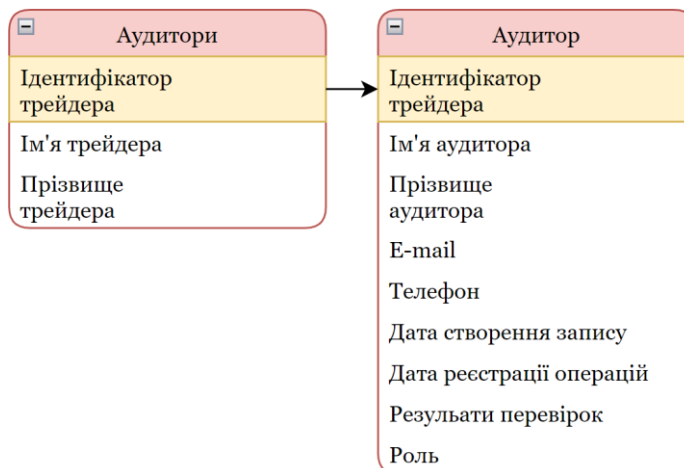 Аудитори
Ідентифікатор
трейдера
Ім'я трейдера
Прізвище
трейдера
Аудитор
Ідентифікатор
трейдера
Ім'я аудитора
Прізвище
аудитора
E-mail
Телефон
Дата створення запису
Дата реєстрації операцій
Резульати перевірок
Роль